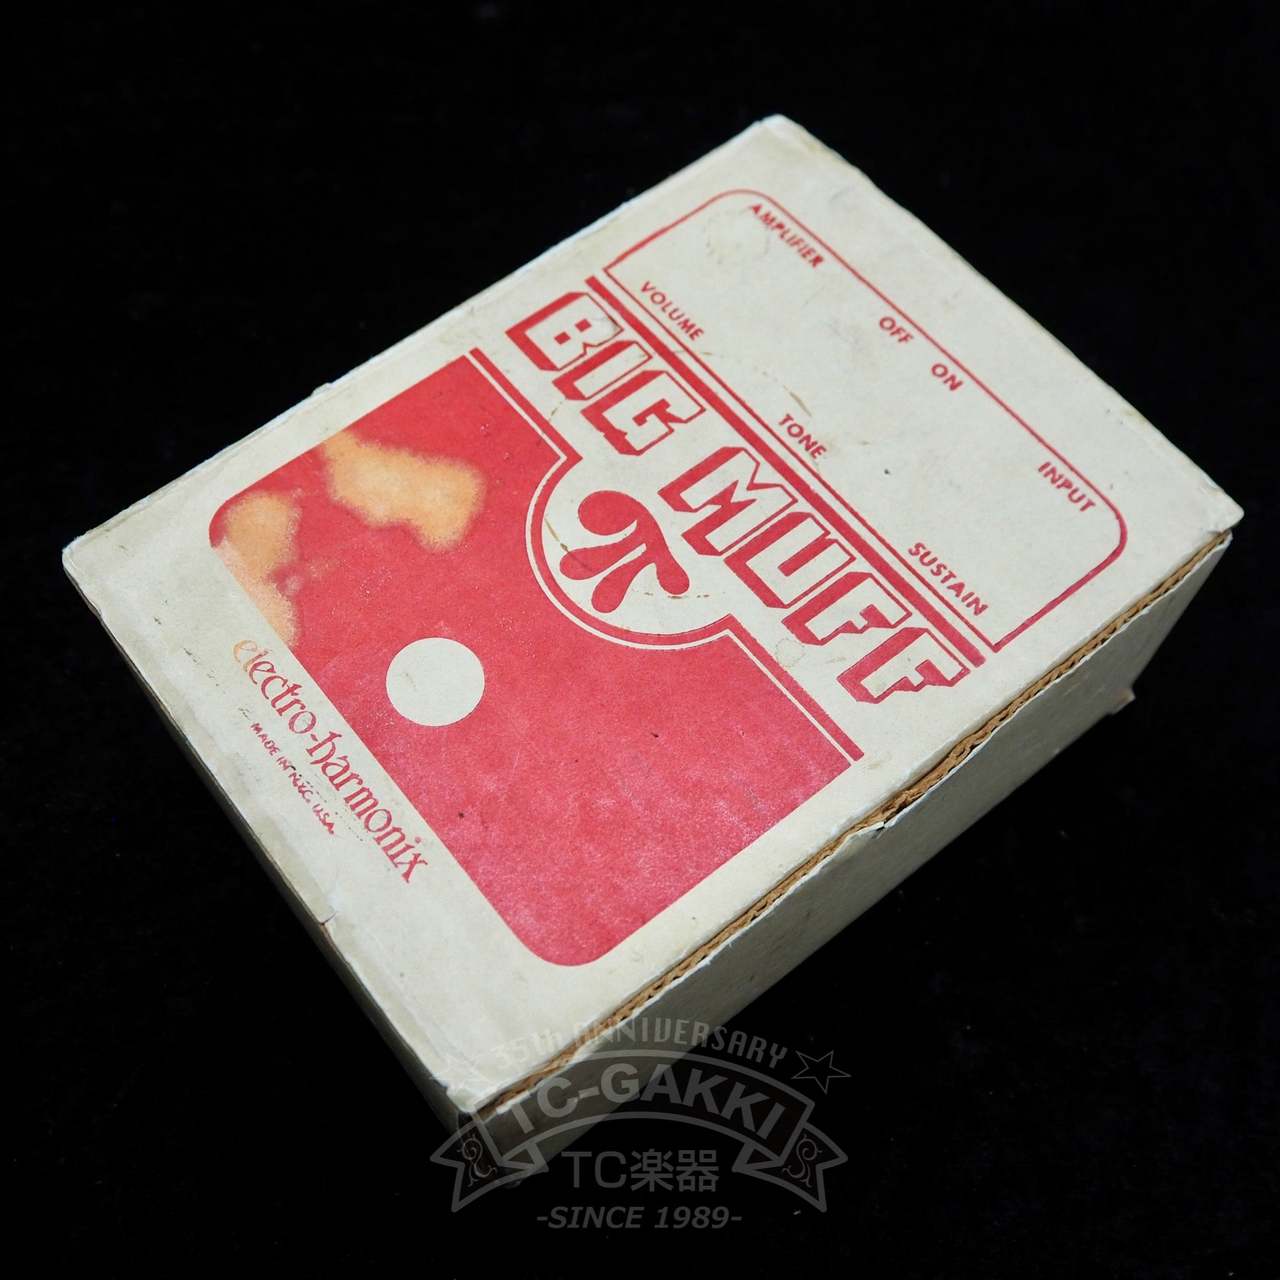 AMPLIFIER OFF ON INPUT
VOLUME TONE SUSTAIN
BIG MUFF
π
electro-harmonix
MADE IN N.Y.C. U.S.A.
35th ANNIVERSARY
TC-GAKKI
TC楽器
-SINCE 1989-